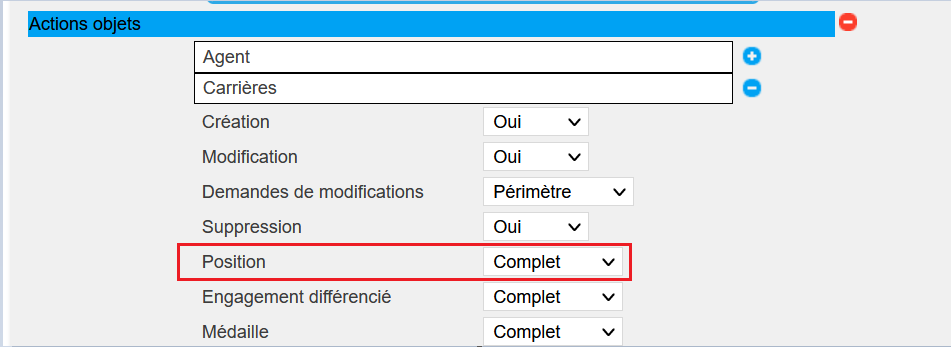 Actions objets
Agent
Carrières
Création Oui
Modification Oui
Demandes de modifications Périmètre
Suppression Oui
Position Complet
Engagement différencié Complet
Médaille Complet